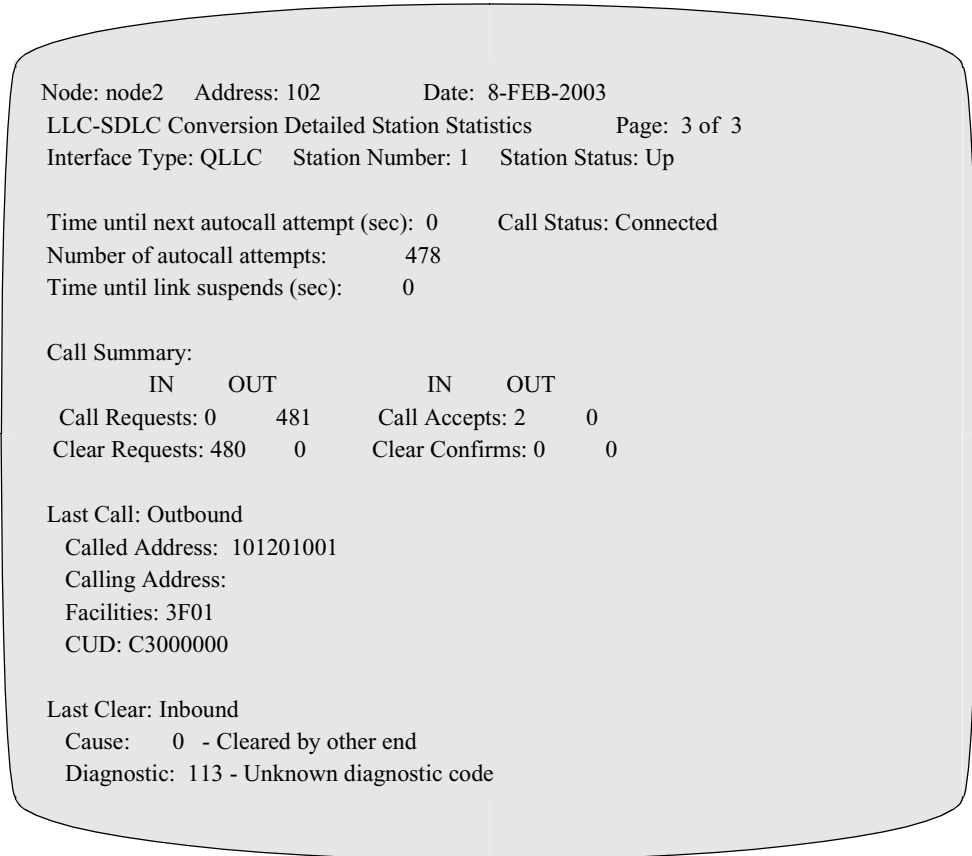 Node: node2 Address: 102 Date: 8-FEB-2003
LLC-SDLC Conversion Detailed Station Statistics Page: 3 of 3
Interface Type: QLLC Station Number: 1 Station Status: Up
Time until next autocall attempt (sec): 0 Call Status: Connected
Number of autocall attempts: 478
Time until link suspends (sec): 0
Call Summary:
IN OUT IN OUT
Call Requests: 0 481 Call Accepts: 2 0
Clear Requests: 480 0 Clear Confirms: 0 0
Last Call: Outbound
Called Address: 101201001
Calling Address:
Facilities: 3F01
CUD: C3000000
Last Clear: Inbound
Cause: 0 - Cleared by other end
Diagnostic: 113 - Unknown diagnostic code